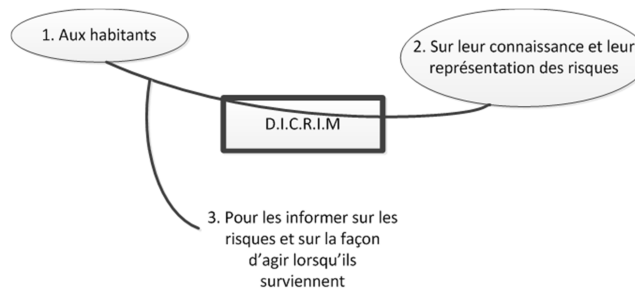 1. Aux habitants
2. Sur leur connaissance et leur
représentation des risques
D.I.C.R.I.M
3. Pour les informer sur les
risques et sur la façon
d'agir lorsqu'ils
surviennent